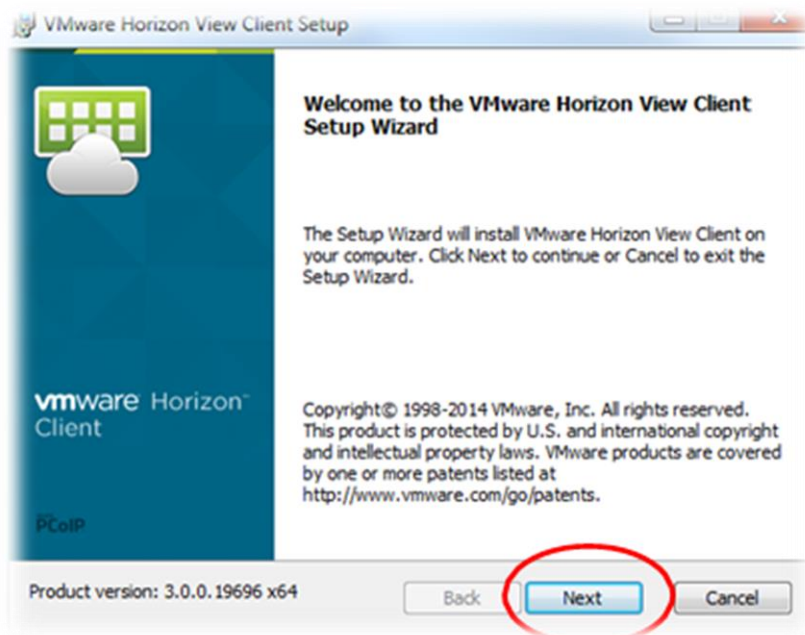 VMware Horizon View Client Setup
Welcome to the VMware Horizon View Client
Setup Wizard
The Setup Wizard will install VMware Horizon View Client on
your computer. Click Next to continue or Cancel to exit the
Setup Wizard.
vmware Horizon™
Client
Copyright© 1998-2014 VMware, Inc. All rights reserved.
This product is protected by U.S. and international copyright
and intellectual property laws. VMware products are covered
by one or more patents listed at
http://www.vmware.com/go/patents.
PCoIP
Product version: 3.0.0.19696 x64
Back
Next
Cancel